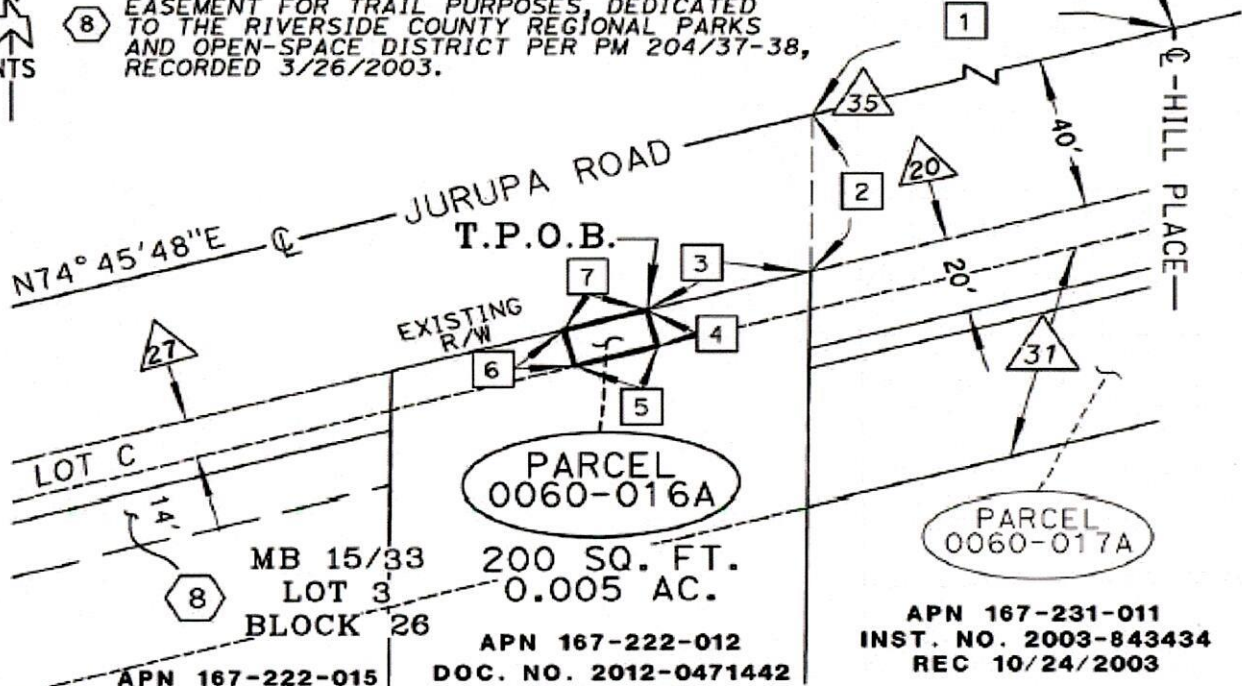 8 EASEMENT FOR TRAIL PURPOSES, DEDICATED
TO THE RIVERSIDE COUNTY REGIONAL PARKS
AND OPEN-SPACE DISTRICT PER PM 204/37-38,
RECORDED 3/26/2003.
NTS
1
35
40'
℄-HILL PLACE
JURUPA ROAD
20
2
N74°45'48"E ℄
T.P.O.B.
3
7
20'
EXISTING
R/W
4
27
6
31
5
LOT C
PARCEL
0060-016A
14'
PARCEL
0060-017A
8
MB 15/33
LOT 3
BLOCK 26
200 SQ. FT.
0.005 AC.
APN 167-222-015
APN 167-222-012
DOC. NO. 2012-0471442
APN 167-231-011
INST. NO. 2003-843434
REC 10/24/2003